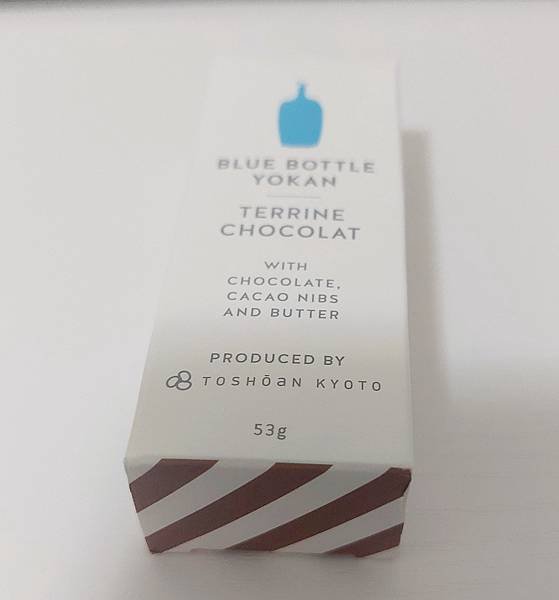 BLUE BOTTLE
YOKAN
TERRINE
CHOCOLAT
WITH
CHOCOLATE,
CACAO NIBS
AND BUTTER
PRODUCED BY
TOSHŌaN KYOTO
53g